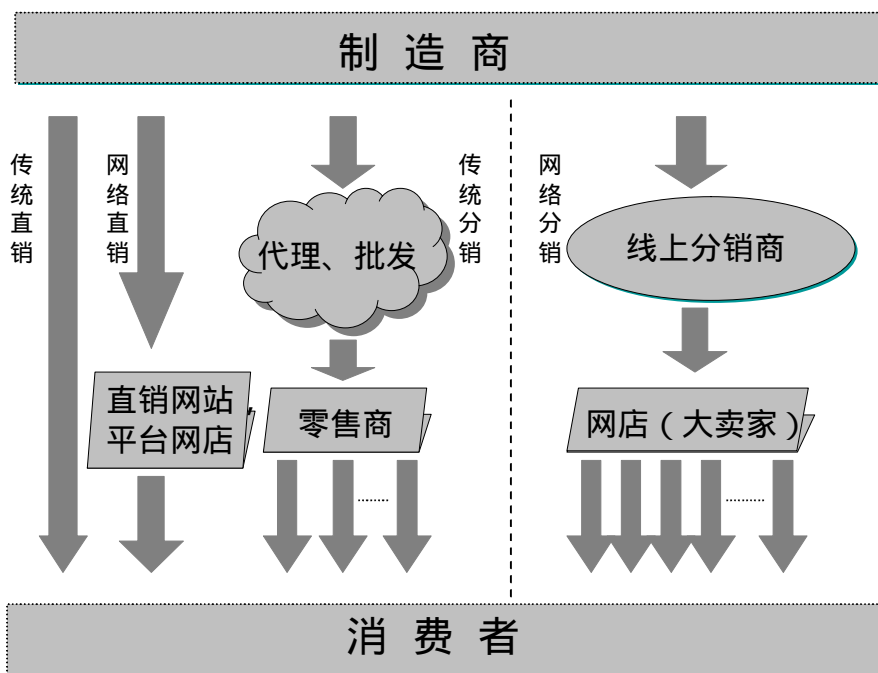 制 造 商
传统直销
网络直销
传统分销
网络分销
代理、批发
线上分销商
直销网站
平台网店
零售商
网店（大卖家）
………
………
消 费 者